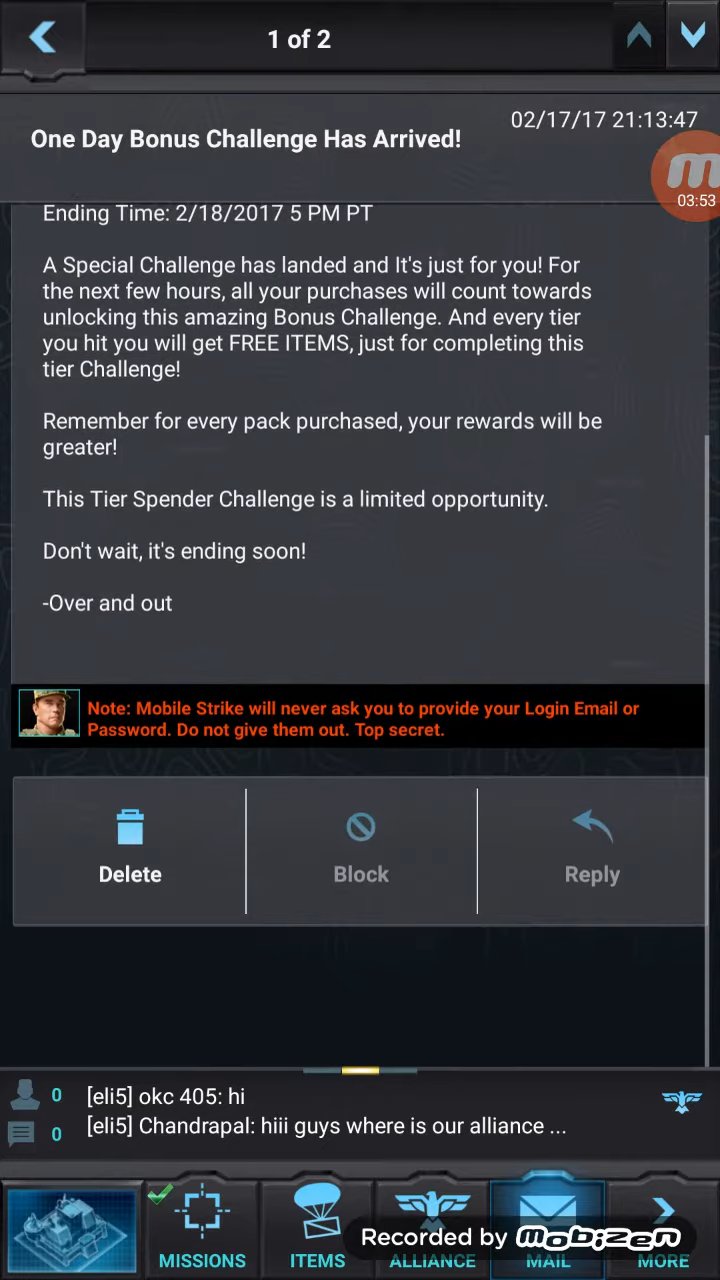 1 of 2
02/17/17 21:13:47
One Day Bonus Challenge Has Arrived!
03:53
Ending Time: 2/18/2017 5 PM PT
A Special Challenge has landed and It's just for you! For
the next few hours, all your purchases will count towards
unlocking this amazing Bonus Challenge. And every tier
you hit you will get FREE ITEMS, just for completing this
tier Challenge!
Remember for every pack purchased, your rewards will be
greater!
This Tier Spender Challenge is a limited opportunity.
Don't wait, it's ending soon!
-Over and out
Note: Mobile Strike will never ask you to provide your Login Email or
Password. Do not give them out. Top secret.
Delete
Block
Reply
0 [eli5] okc 405: hi
0 [eli5] Chandrapal: hiii guys where is our alliance ...
Recorded by mobizen
MISSIONS
ITEMS
ALLIANCE
MAIL
MORE